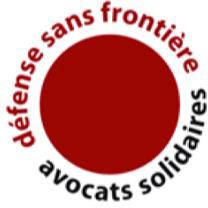 défense sans frontière
avocats solidaires